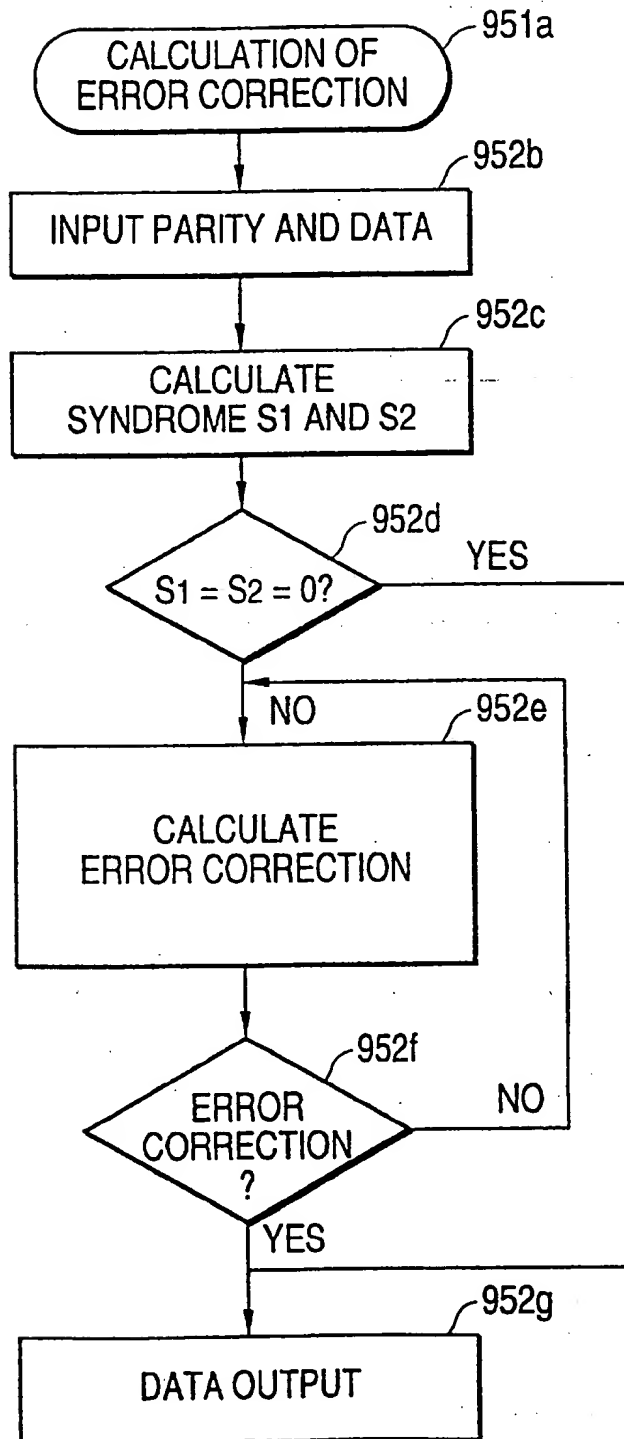 951a
CALCULATION OF
ERROR CORRECTION
952b
INPUT PARITY AND DATA
952c
CALCULATE
SYNDROME S1 AND S2
952d
S1 = S2 = 0?
YES
NO
952e
CALCULATE
ERROR CORRECTION
952f
ERROR
CORRECTION
?
NO
YES
952g
DATA OUTPUT